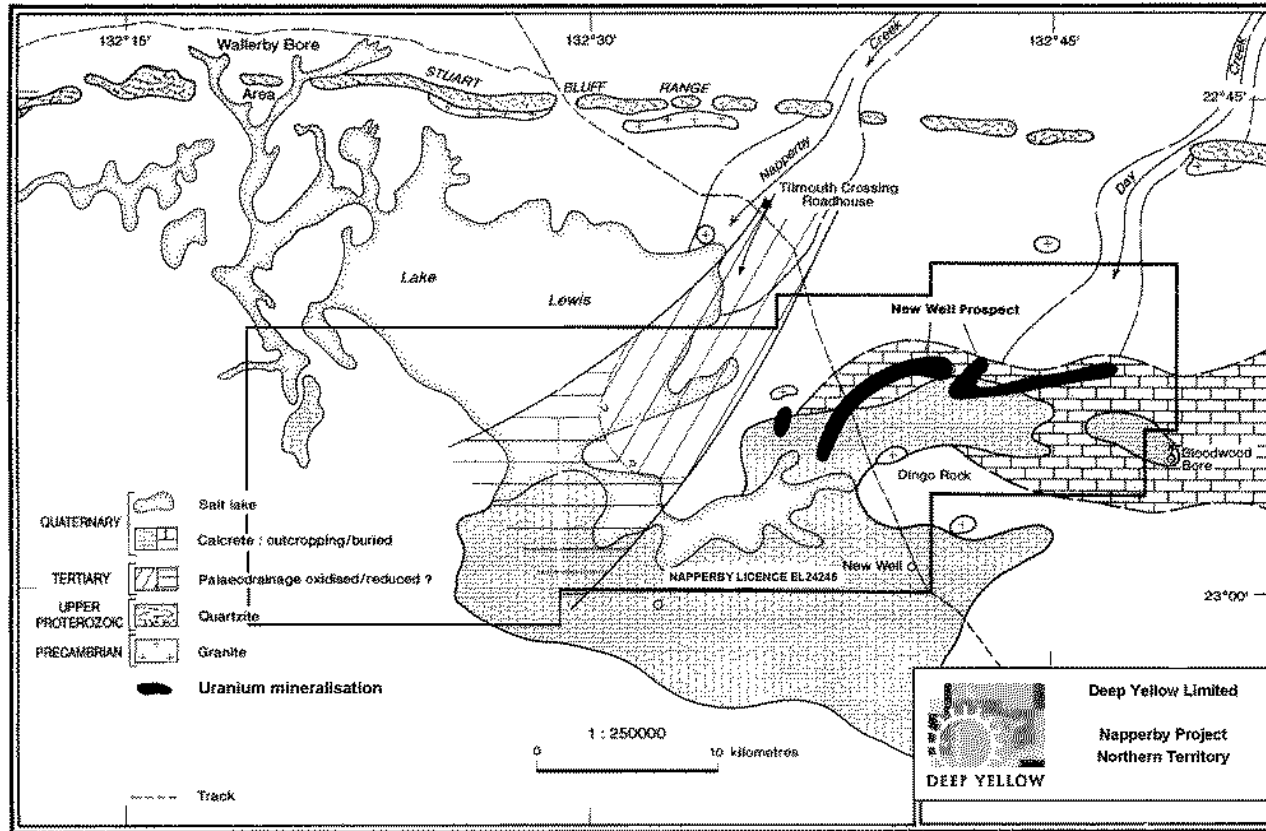 132°15'
132°30'
132°45'
Wallerby Bore
Area
STUART
BLUFF
RANGE
Creek
Creek
22°45'
Napperby
Day
Tilmouth Crossing
Roadhouse
Lake
Lewis
New Well Prospect
Bloodwood
Bore
Dingo Rock
New Well
NAPPERBY LICENCE EL24246
23°00'
QUATERNARY
Salt lake
Calcrete : outcropping/buried
TERTIARY
Palaeodrainage oxidised/reduced ?
UPPER
PROTEROZOIC
Quartzite
PRECAMBRIAN
Granite
Uranium mineralisation
1 : 250000
0
10 kilometres
Track
Deep Yellow Limited
Napperby Project
Northern Territory
DEEP YELLOW